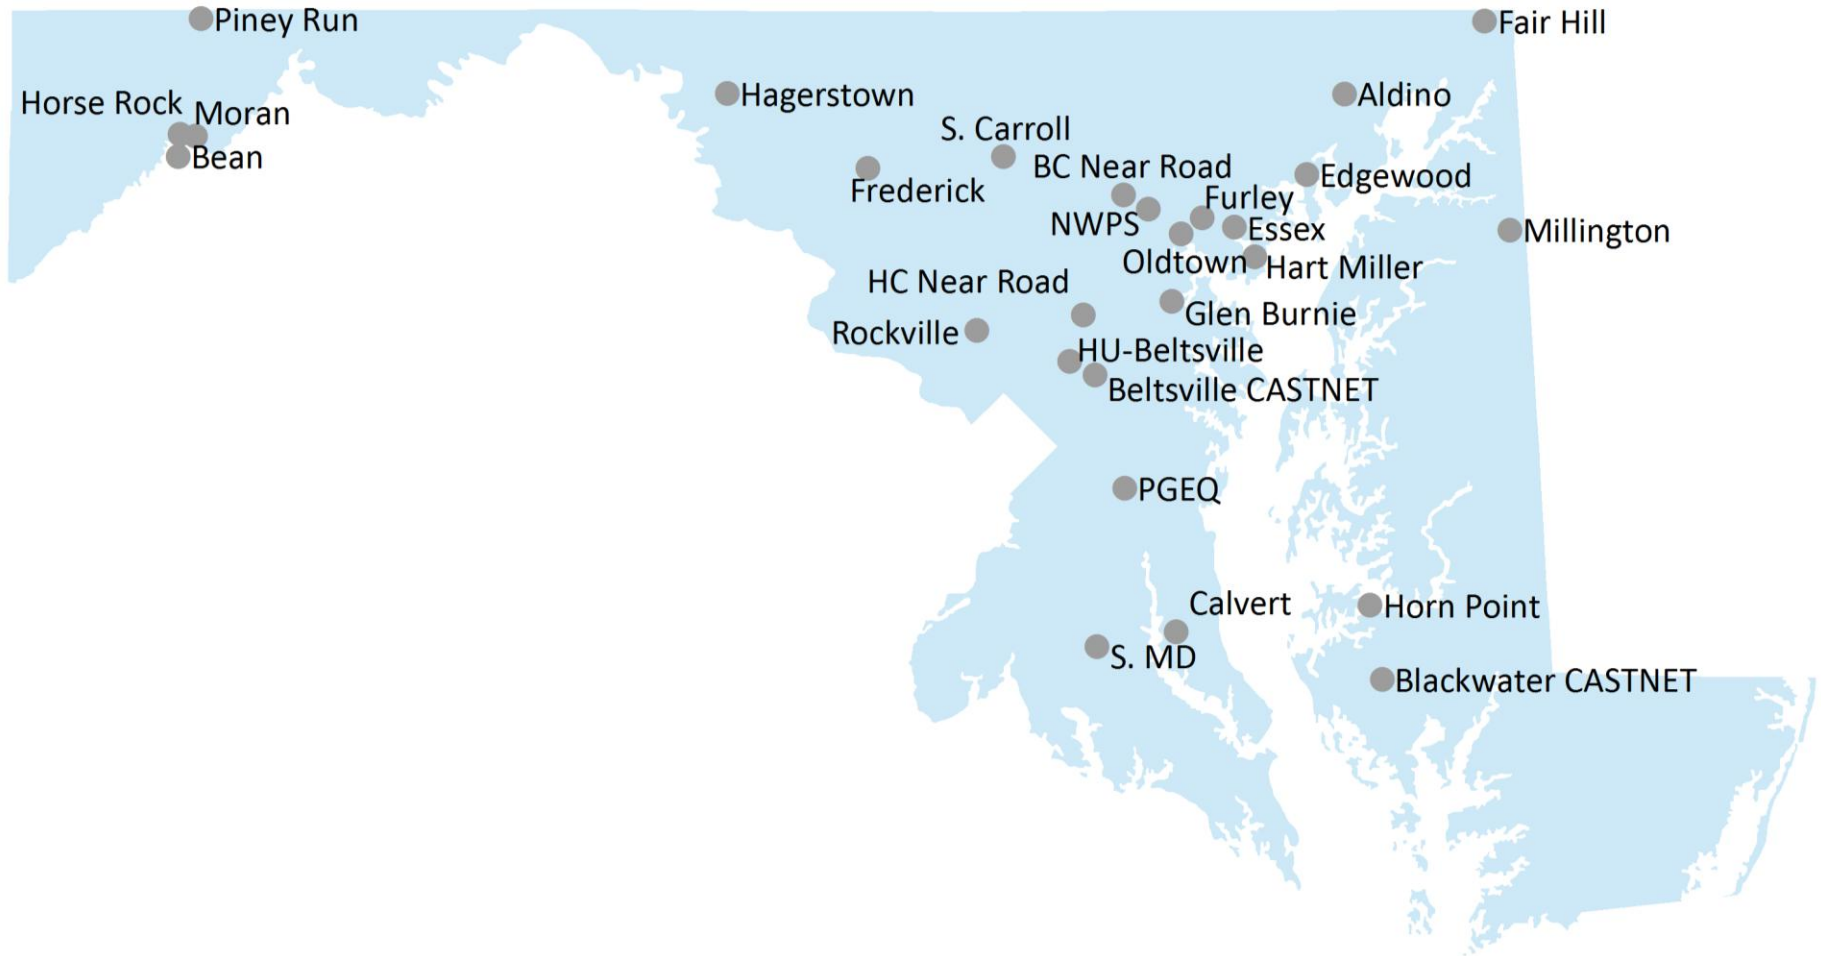 Piney Run
Fair Hill
Horse Rock
Moran
Bean
Hagerstown
Aldino
S. Carroll
BC Near Road
Frederick
Edgewood
Furley
NWPS
Essex
Millington
Oldtown
Hart Miller
HC Near Road
Glen Burnie
Rockville
HU-Beltsville
Beltsville CASTNET
PGEQ
Calvert
Horn Point
S. MD
Blackwater CASTNET